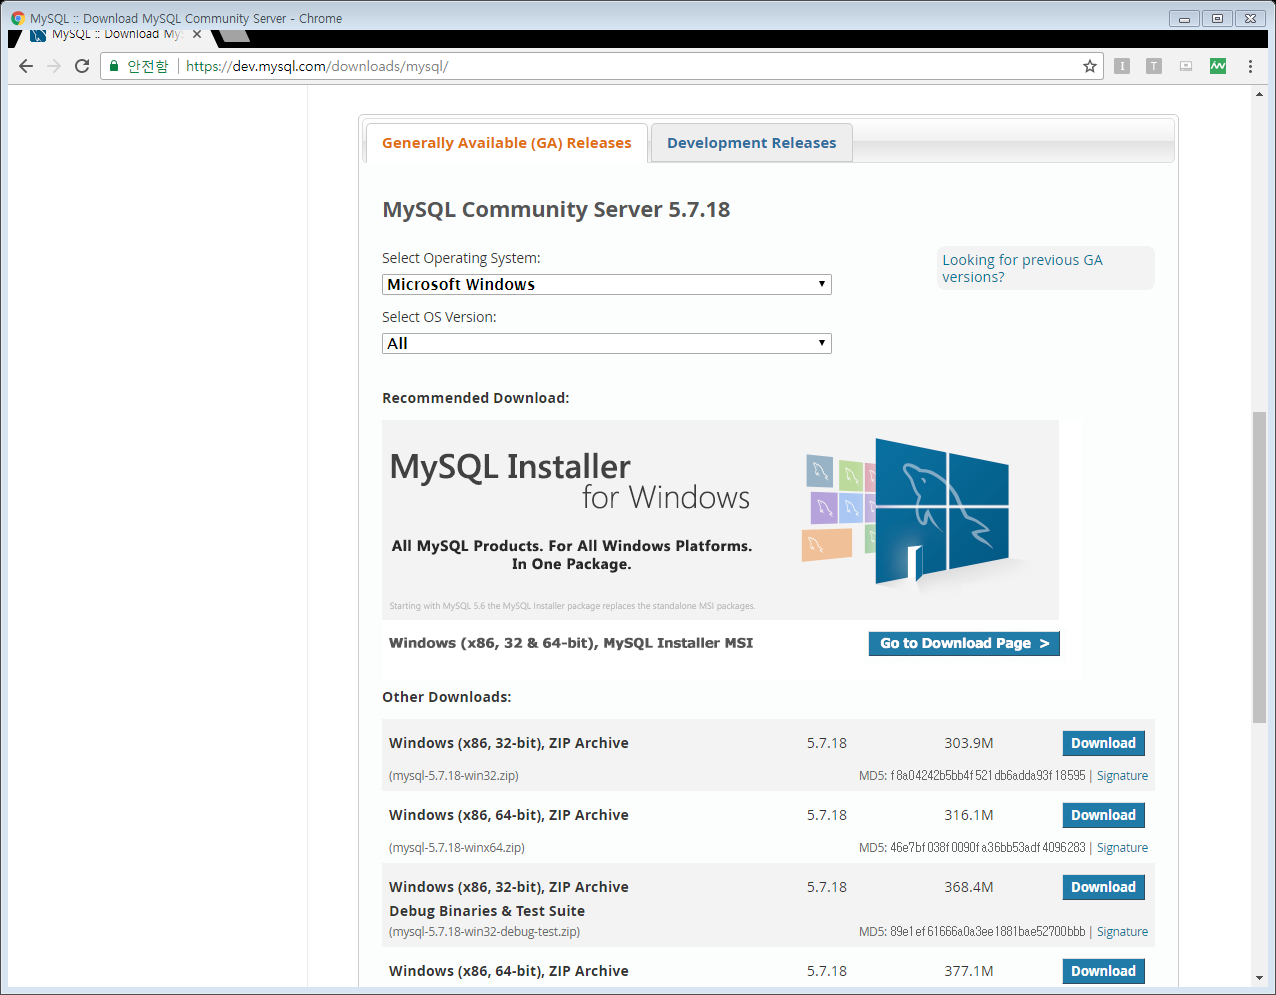 MySQL :: Download MySQL Community Server - Chrome
MySQL :: Download My
안전함 https://dev.mysql.com/downloads/mysql/
Generally Available (GA) Releases Development Releases
MySQL Community Server 5.7.18
Select Operating System:
Looking for previous GA versions?
Microsoft Windows
Select OS Version:
All
Recommended Download:
MySQL Installer
for Windows
All MySQL Products. For All Windows Platforms.
In One Package.
Starting with MySQL 5.6 the MySQL Installer package replaces the standalone MSI packages.
Windows (x86, 32 & 64-bit), MySQL Installer MSI Go to Download Page >
Other Downloads:
Windows (x86, 32-bit), ZIP Archive 5.7.18 303.9M Download
(mysql-5.7.18-win32.zip) MD5: f8a04242b5bb4f521db6adda93f18595 | Signature
Windows (x86, 64-bit), ZIP Archive 5.7.18 316.1M Download
(mysql-5.7.18-winx64.zip) MD5: 46e7bf038f0090fa36bb53adf4096283 | Signature
Windows (x86, 32-bit), ZIP Archive 5.7.18 368.4M Download
Debug Binaries & Test Suite
(mysql-5.7.18-win32-debug-test.zip) MD5: 89e1ef61666a0a3ee1881bae52700bbb | Signature
Windows (x86, 64-bit), ZIP Archive 5.7.18 377.1M Download